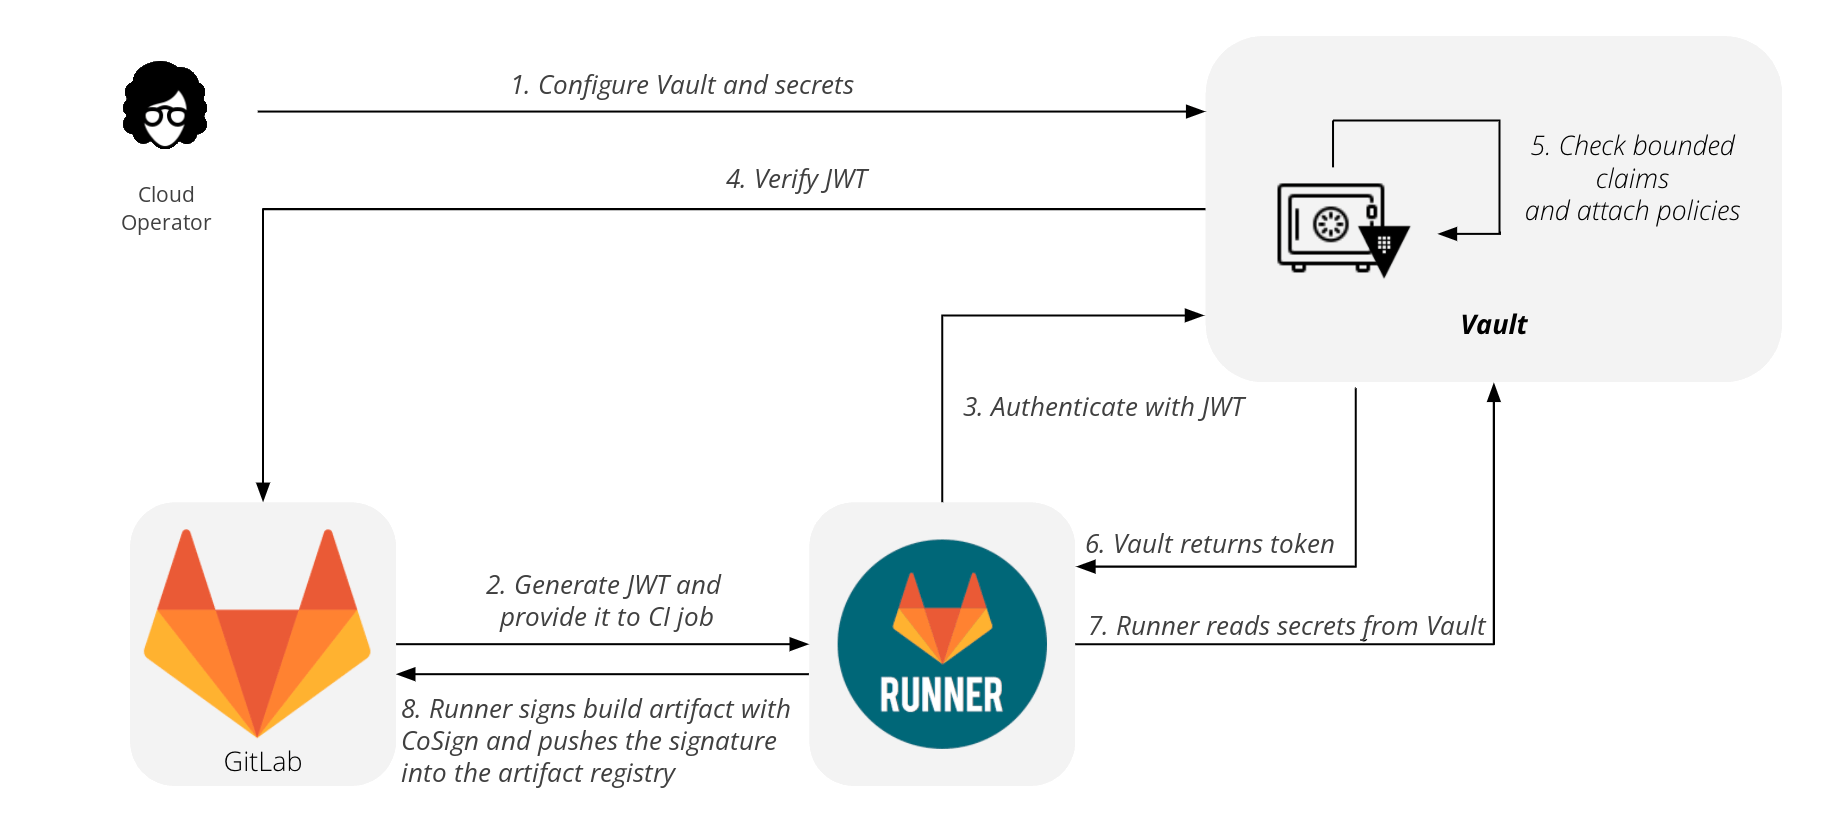 1. Configure Vault and secrets
Cloud
Operator
4. Verify JWT
5. Check bounded
claims
and attach policies
Vault
3. Authenticate with JWT
6. Vault returns token
2. Generate JWT and
provide it to CI job
7. Runner reads secrets from Vault
RUNNER
8. Runner signs build artifact with
CoSign and pushes the signature
into the artifact registry
GitLab